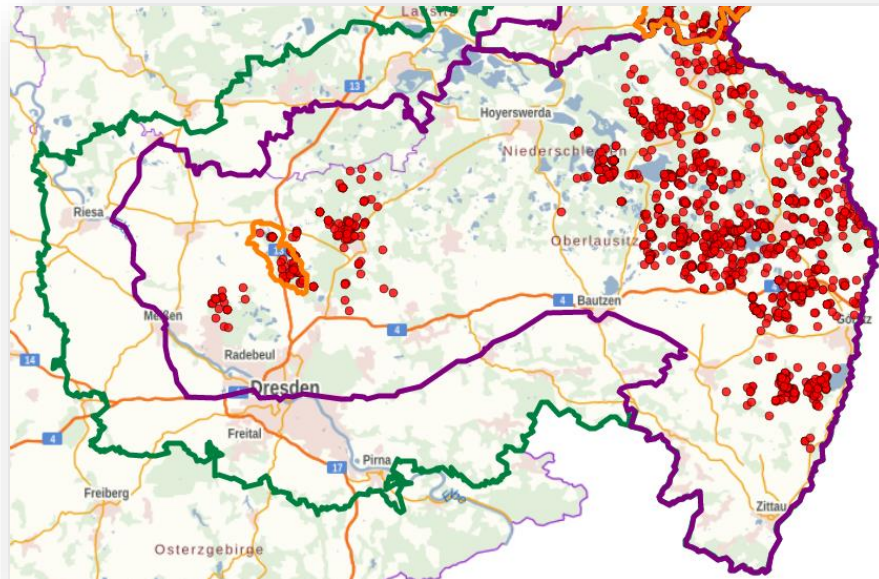 Lausitz
13
Hoyerswerda
Niederschlesien
Riesa
Oberlausitz
4
Bautzen
Meißen
4
Görlitz
14
Radebeul
Dresden
Freital
4
17
Pirna
Freiberg
Zittau
Osterzgebirge